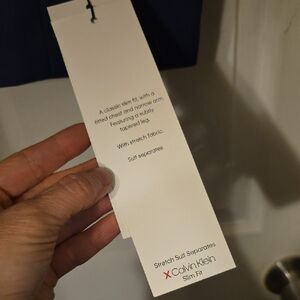 A classic slim fit, with a
fitted chest and narrow arm.
Featuring a subtly
tapered leg.
With stretch fabric.
Suit separates
Stretch Suit Separates
X Calvin Klein
Slim Fit